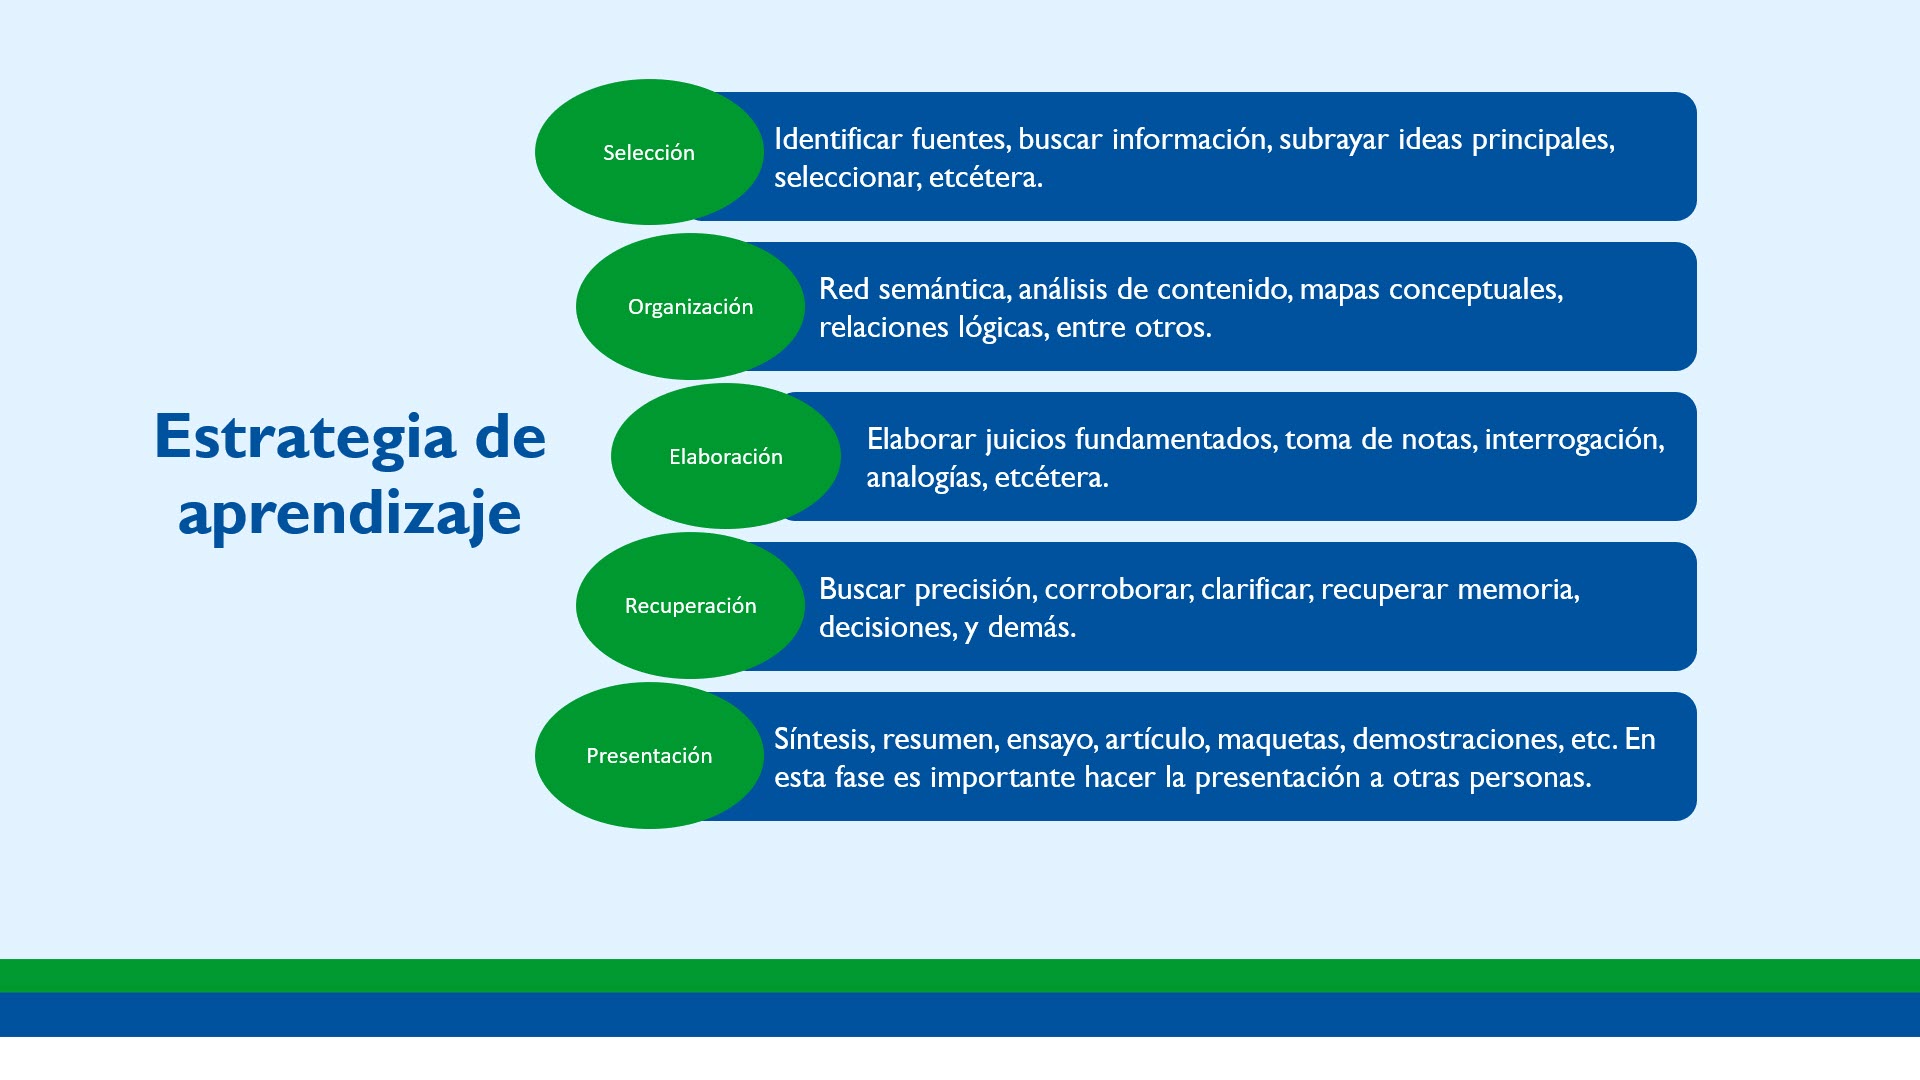 Estrategia de
aprendizaje
Selección
Identificar fuentes, buscar información, subrayar ideas principales,
seleccionar, etcétera.
Organización
Red semántica, análisis de contenido, mapas conceptuales,
relaciones lógicas, entre otros.
Elaboración
Elaborar juicios fundamentados, toma de notas, interrogación,
analogías, etcétera.
Recuperación
Buscar precisión, corroborar, clarificar, recuperar memoria,
decisiones, y demás.
Presentación
Síntesis, resumen, ensayo, artículo, maquetas, demostraciones, etc. En
esta fase es importante hacer la presentación a otras personas.